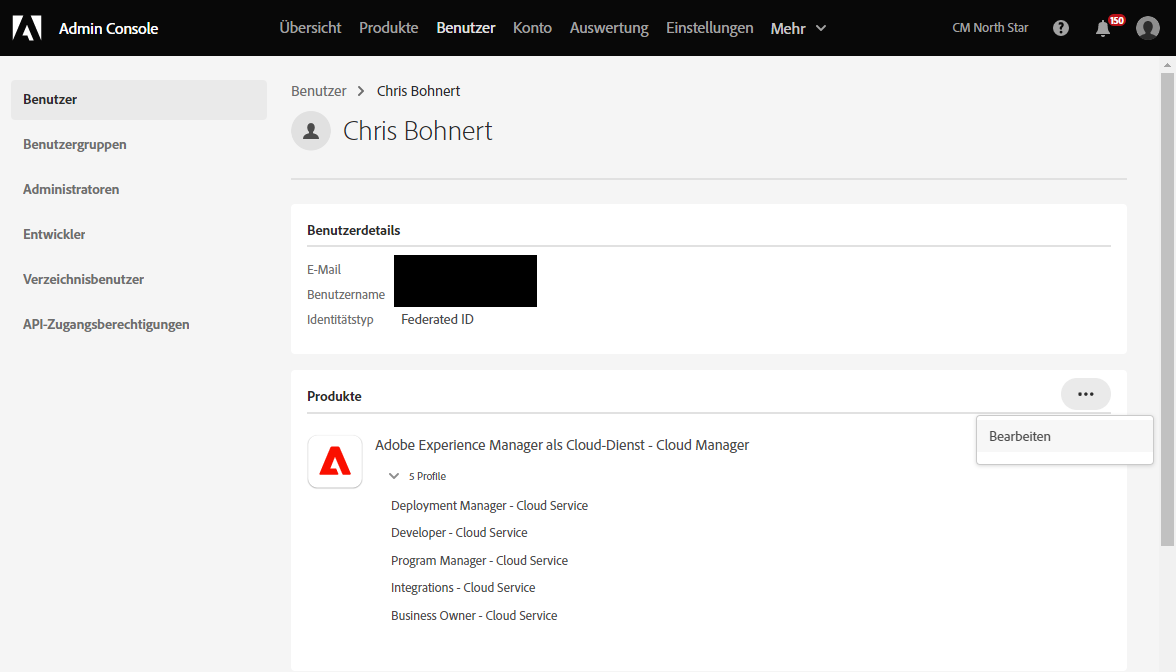 Admin Console Übersicht Produkte Benutzer Konto Auswertung Einstellungen Mehr CM North Star 150
Benutzer
Benutzergruppen
Administratoren
Entwickler
Verzeichnisbenutzer
API-Zugangsberechtigungen
Benutzer Chris Bohnert
Chris Bohnert
Benutzerdetails
E-Mail
Benutzername
Identitätstyp Federated ID
Produkte
Bearbeiten
Adobe Experience Manager als Cloud-Dienst - Cloud Manager
5 Profile
Deployment Manager - Cloud Service
Developer - Cloud Service
Program Manager - Cloud Service
Integrations - Cloud Service
Business Owner - Cloud Service